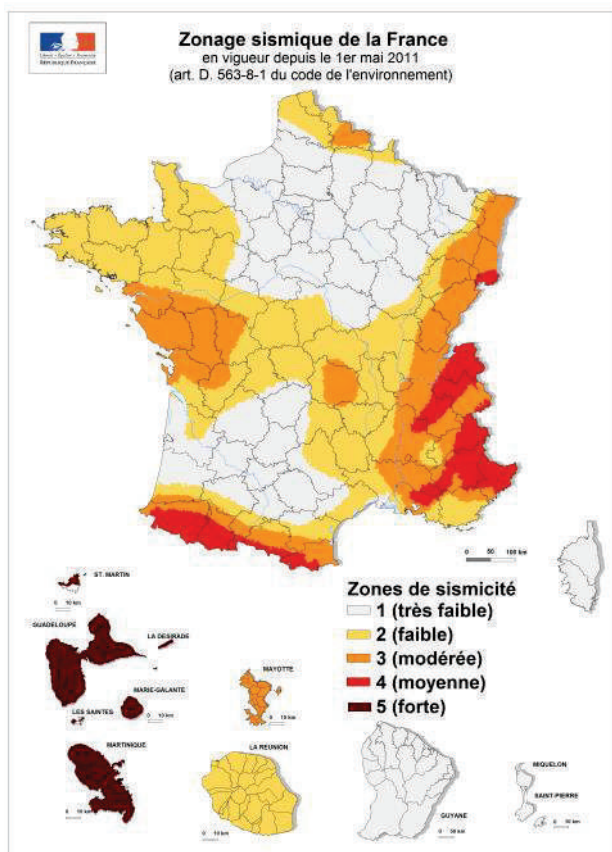 Zonage sismique de la France
en vigueur depuis le 1er mai 2011
(art. D. 563-8-1 du code de l'environnement)
RÉPUBLIQUE FRANÇAISE
0 50 100 km
ST. MARTIN
0 10 km
GUADELOUPE
LA DESIRADE
MARIE-GALANTE
LES SAINTES
0 10 km
MARTINIQUE
0 10 km
MAYOTTE
0 10 km
LA REUNION
0 10 km
Zones de sismicité
1 (très faible)
2 (faible)
3 (modérée)
4 (moyenne)
5 (forte)
GUYANE
0 50 km
MIQUELON
SAINT-PIERRE